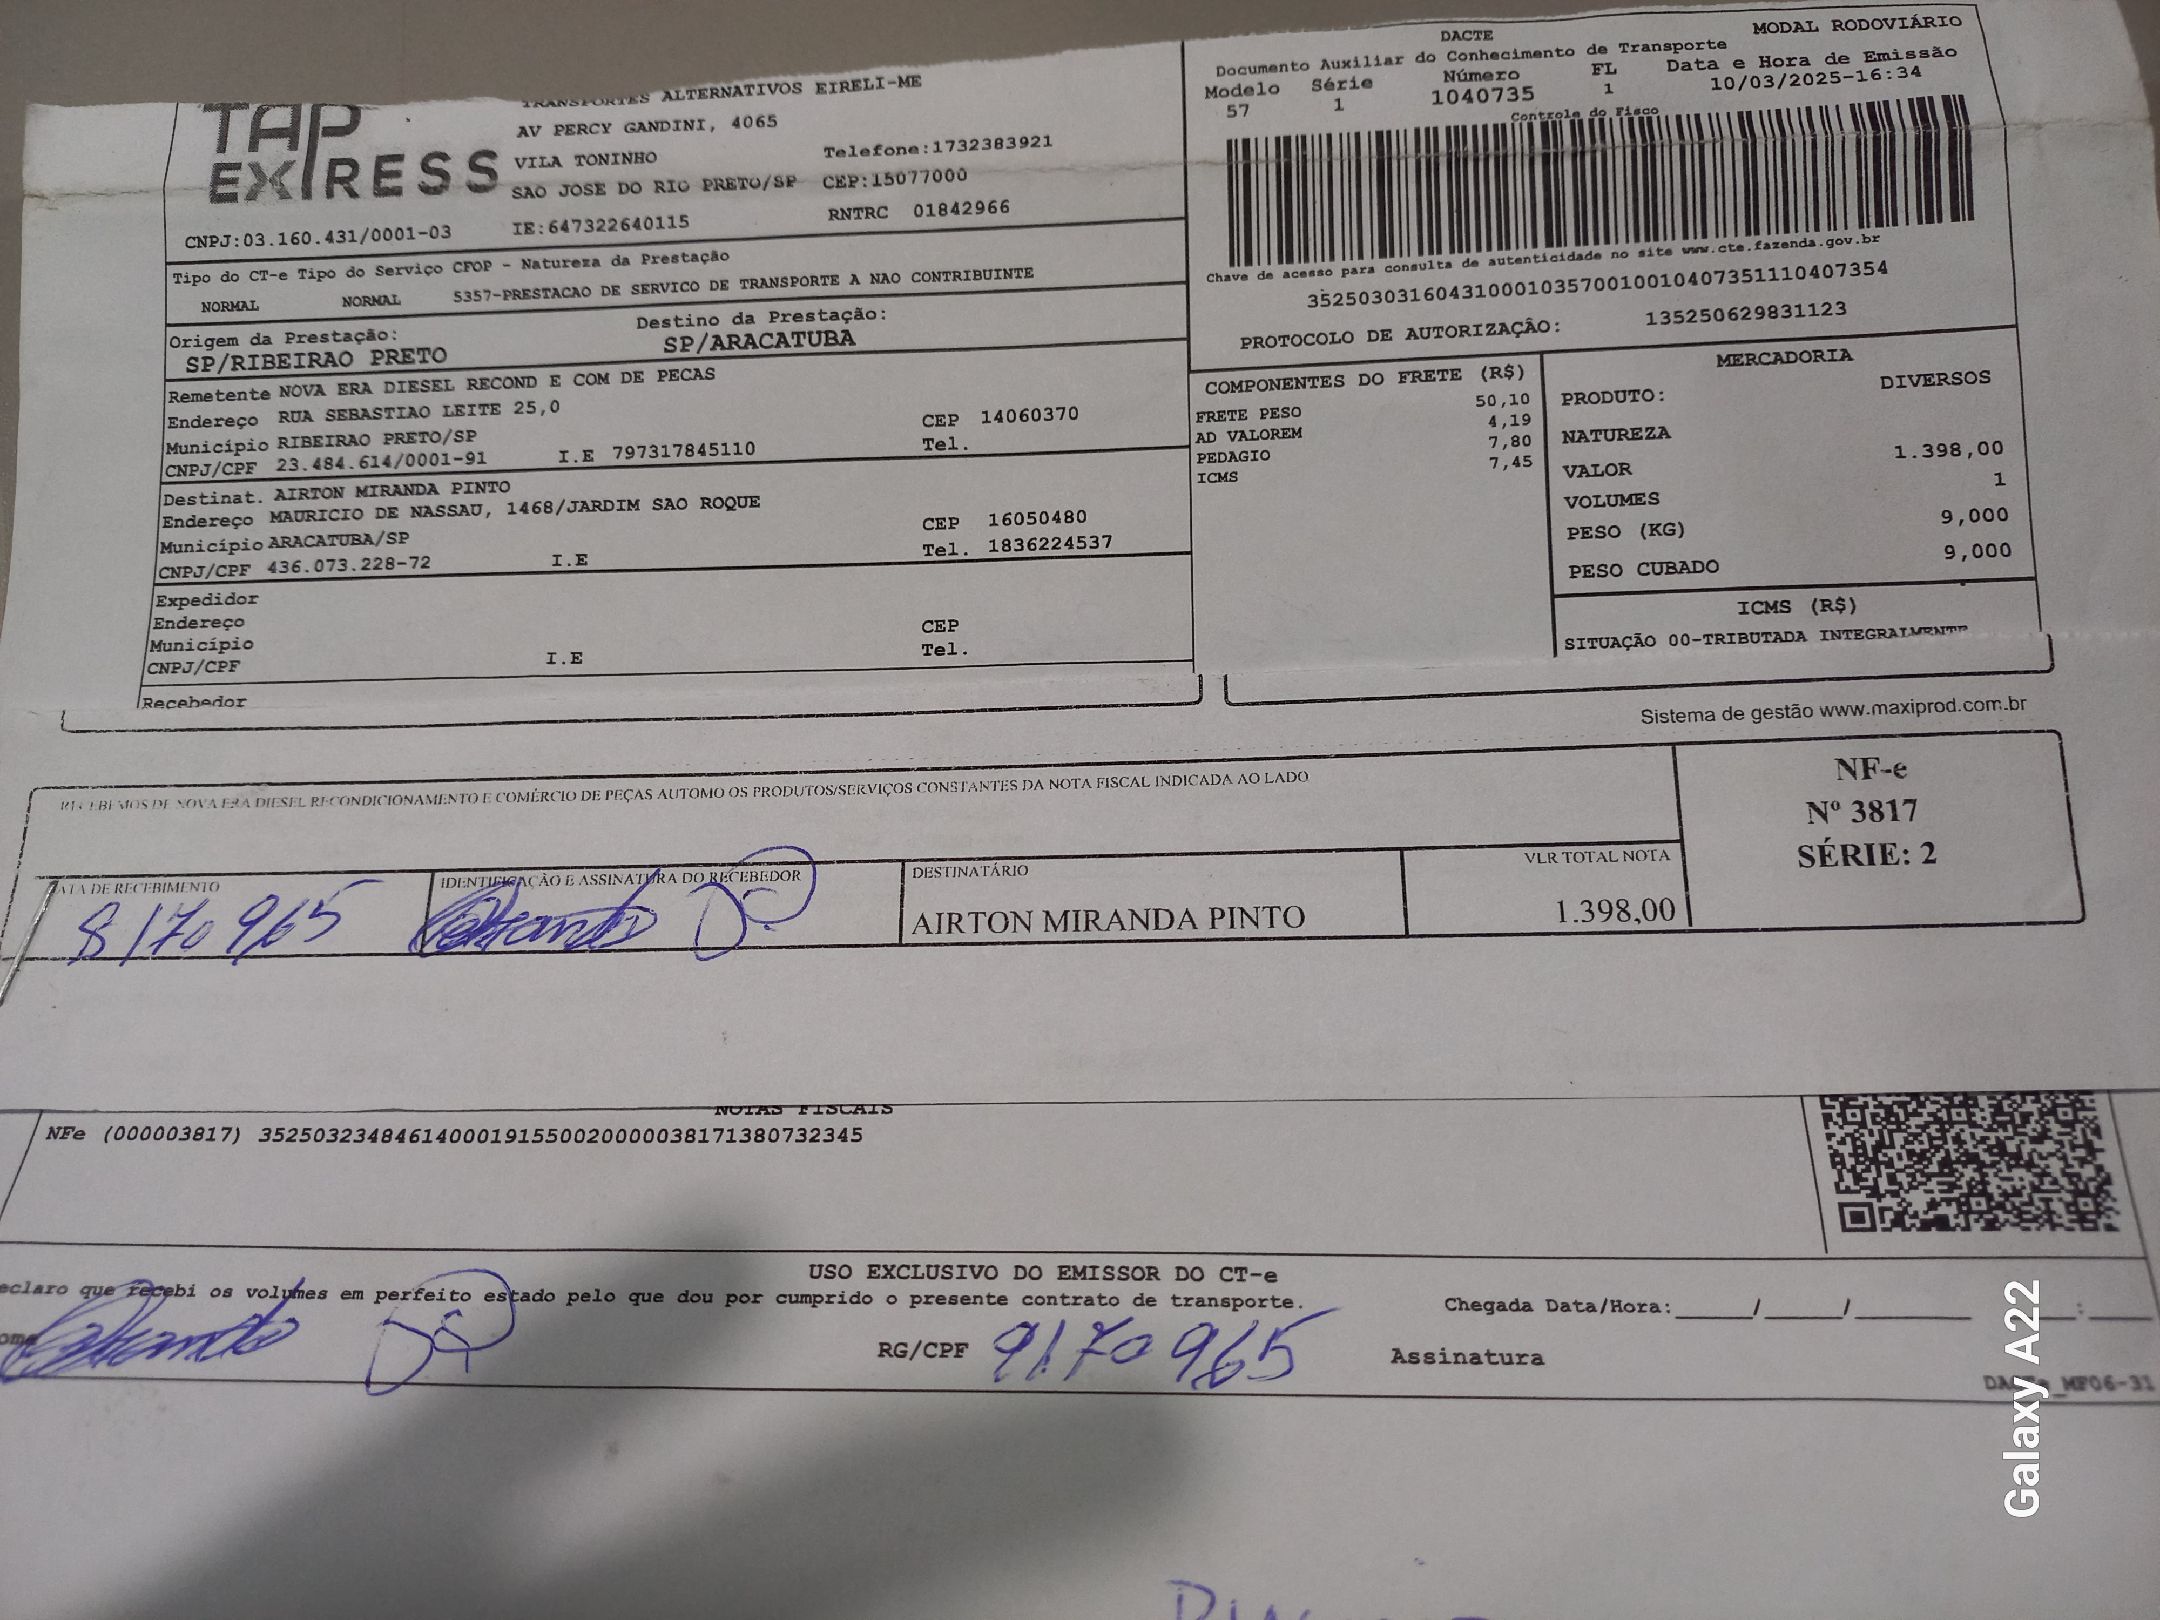 TAP EXPRESS
TRANSPORTES ALTERNATIVOS EIRELI-ME
AV PERCY GANDINI, 4065
VILA TONINHO Telefone:1732383921
SAO JOSE DO RIO PRETO/SP CEP:15077000
CNPJ:03.160.431/0001-03 IE:647322640115 RNTRC 01842966
DACTE MODAL RODOVIÁRIO
Documento Auxiliar do Conhecimento de Transporte
Modelo Série Número FL Data e Hora de Emissão
57 1 1040735 1 10/03/2025-16:34
Controle do Fisco
Chave de acesso para consulta de autenticidade no site www.cte.fazenda.gov.br
35250303160431000103570010010407351110407354
PROTOCOLO DE AUTORIZAÇÃO: 135250629831123
Tipo do CT-e Tipo do Serviço CFOP - Natureza da Prestação
NORMAL NORMAL 5357-PRESTACAO DE SERVICO DE TRANSPORTE A NAO CONTRIBUINTE
Origem da Prestação: Destino da Prestação:
SP/RIBEIRAO PRETO SP/ARACATUBA
Remetente NOVA ERA DIESEL RECOND E COM DE PECAS
Endereço RUA SEBASTIAO LEITE 25,0 CEP 14060370
Município RIBEIRAO PRETO/SP Tel.
CNPJ/CPF 23.484.614/0001-91 I.E 797317845110
Destinat. AIRTON MIRANDA PINTO
Endereço MAURICIO DE NASSAU, 1468/JARDIM SAO ROQUE
Município ARACATUBA/SP CEP 16050480
CNPJ/CPF 436.073.228-72 I.E Tel. 1836224537
Expedidor
Endereço CEP
Município Tel.
CNPJ/CPF I.E
Recebedor
COMPONENTES DO FRETE (R$)
FRETE PESO 50,10
AD VALOREM 4,19
PEDAGIO 7,80
ICMS 7,45
MERCADORIA
PRODUTO: DIVERSOS
NATUREZA
VALOR 1.398,00
VOLUMES 1
PESO (KG) 9,000
PESO CUBADO 9,000
ICMS (R$)
SITUAÇÃO 00-TRIBUTADA INTEGRALMENTE
Sistema de gestão www.maxiprod.com.br
RECEBEMOS DE NOVA ERA DIESEL RECONDICIONAMENTO E COMÉRCIO DE PEÇAS AUTOMO OS PRODUTOS/SERVIÇOS CONSTANTES DA NOTA FISCAL INDICADA AO LADO
NF-e
Nº 3817
SÉRIE: 2
DATA DE RECEBIMENTO IDENTIFICAÇÃO E ASSINATURA DO RECEBEDOR DESTINATÁRIO VLR TOTAL NOTA
8170965 AIRTON MIRANDA PINTO 1.398,00
NOTAS FISCAIS
NFe (000003817) 35250323484614000191550020000038171380732345
USO EXCLUSIVO DO EMISSOR DO CT-e
eclaro que recebi os volumes em perfeito estado pelo que dou por cumprido o presente contrato de transporte. Chegada Data/Hora:____/____/____ __:__
ome RG/CPF 9170965 Assinatura
DACTe_MF06-31
Galaxy A22